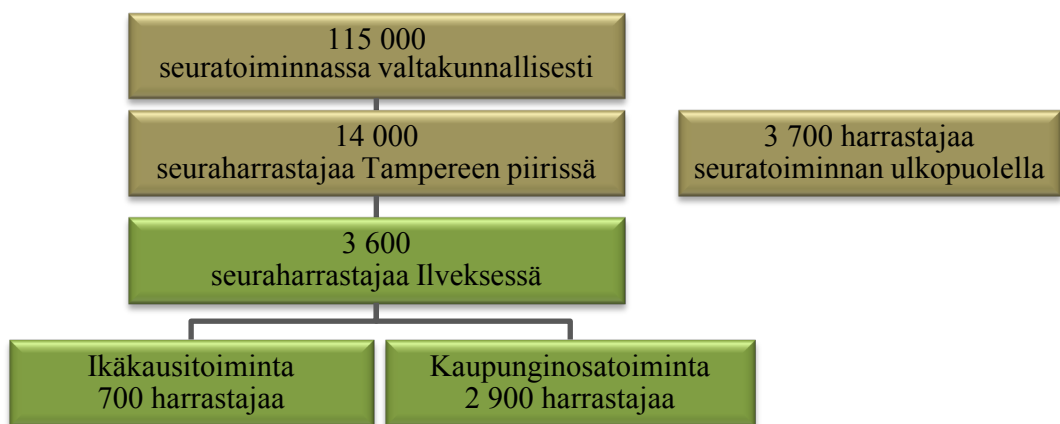 115 000
seuratoiminnassa valtakunnallisesti
14 000
seuraharrastajaa Tampereen piirissä
3 700 harrastajaa
seuratoiminnan ulkopuolella
3 600
seuraharrastajaa Ilveksessä
Ikäkausitoiminta
700 harrastajaa
Kaupunginosatoiminta
2 900 harrastajaa